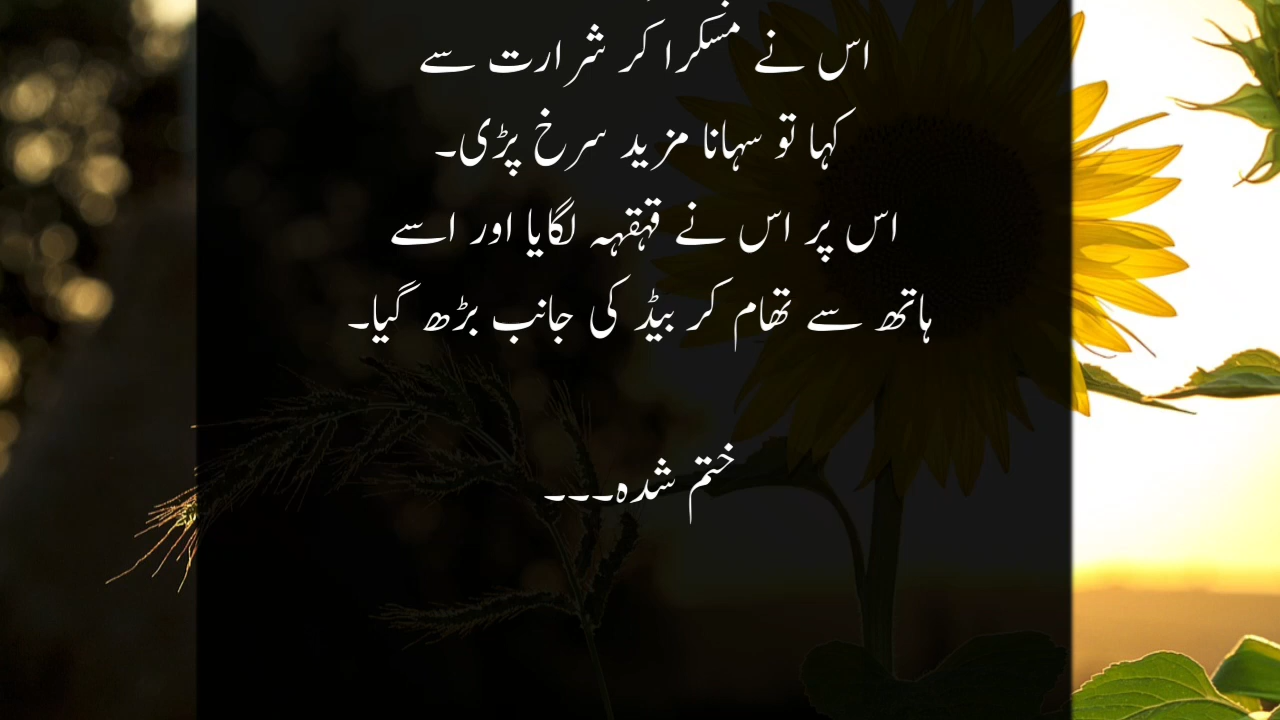 اس نے مسکرا کر شرارت سے
کہا تو سہانا مزید سرخ پڑی۔
اس پر اس نے قہقہہ لگایا اور اسے
ہاتھ سے تھام کر بیڈ کی جانب بڑھ گیا۔
ختم شدہ۔۔۔